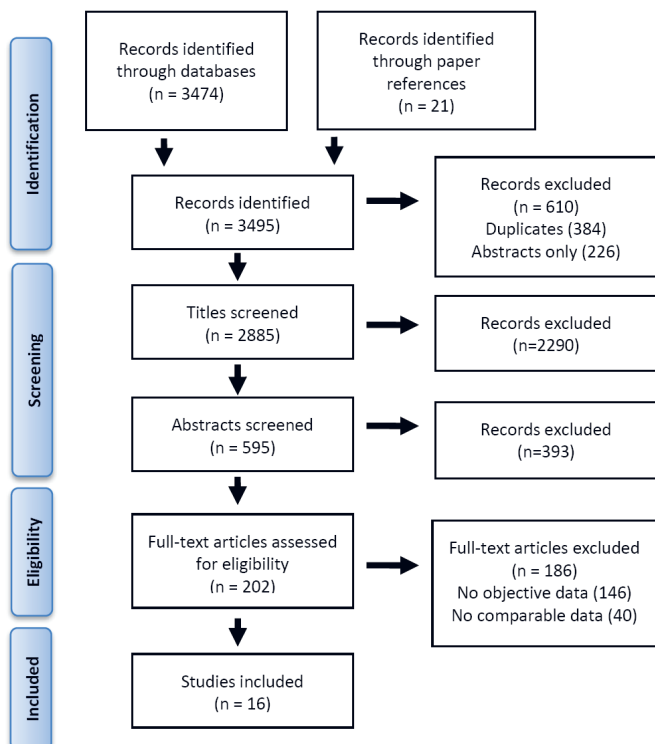 Identification
Records identified
through databases
(n = 3474)
Records identified
through paper
references
(n = 21)
Records identified
(n = 3495)
Records excluded
(n = 610)
Duplicates (384)
Abstracts only (226)
Screening
Titles screened
(n = 2885)
Records excluded
(n=2290)
Abstracts screened
(n = 595)
Records excluded
(n=393)
Eligibility
Full-text articles assessed
for eligibility
(n = 202)
Full-text articles excluded
(n = 186)
No objective data (146)
No comparable data (40)
Included
Studies included
(n = 16)